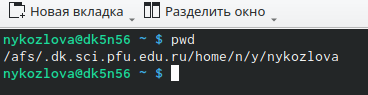 Новая вкладка Разделить окно
nykozlova@dk5n56 ~ $ pwd
/afs/.dk.sci.pfu.edu.ru/home/n/y/nykozlova
nykozlova@dk5n56 ~ $